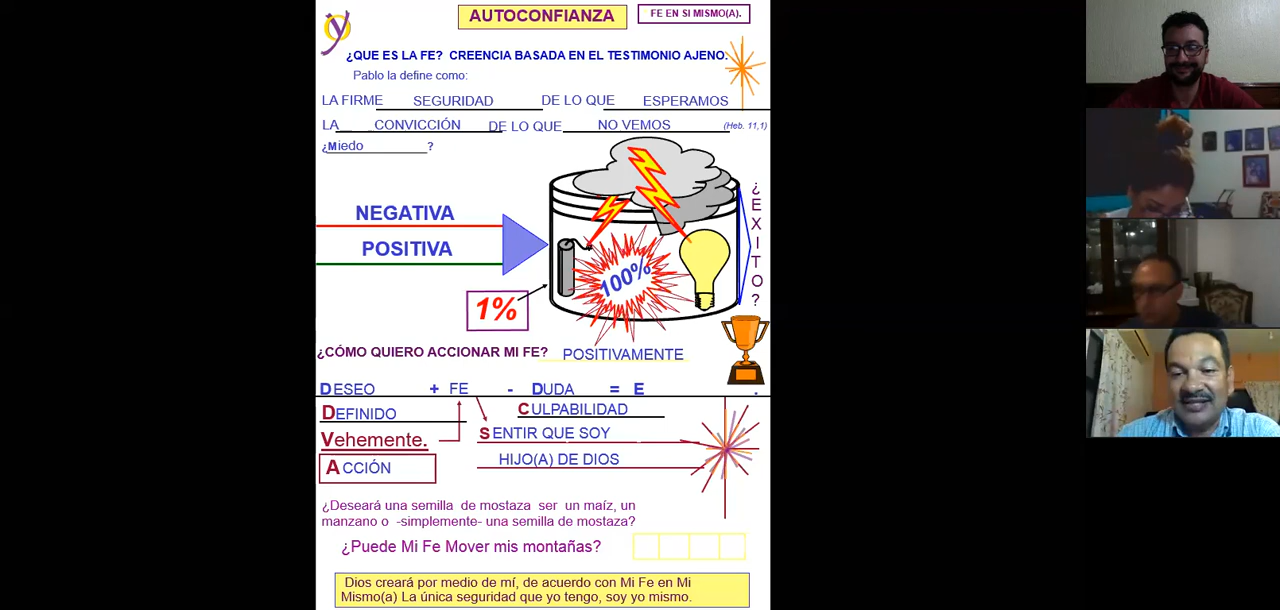 AUTOCONFIANZA
FE EN SI MISMO(A).
¿QUE ES LA FE? CREENCIA BASADA EN EL TESTIMONIO AJENO.
Pablo la define como:
LA FIRME SEGURIDAD DE LO QUE ESPERAMOS
LA CONVICCIÓN DE LO QUE NO VEMOS (Heb. 11,1)
¿Miedo ?
NEGATIVA
POSITIVA
100%
¿EXITO?
1%
¿CÓMO QUIERO ACCIONAR MI FE? POSITIVAMENTE
DESEO + FE - DUDA = E .
DEFINIDO CULPABILIDAD
Vehemente. SENTIR QUE SOY
ACCIÓN HIJO(A) DE DIOS
¿Deseará una semilla de mostaza ser un maíz, un
manzano o -simplemente- una semilla de mostaza?
¿Puede Mi Fe Mover mis montañas?
Dios creará por medio de mí, de acuerdo con Mi Fe en Mi
Mismo(a) La única seguridad que yo tengo, soy yo mismo.